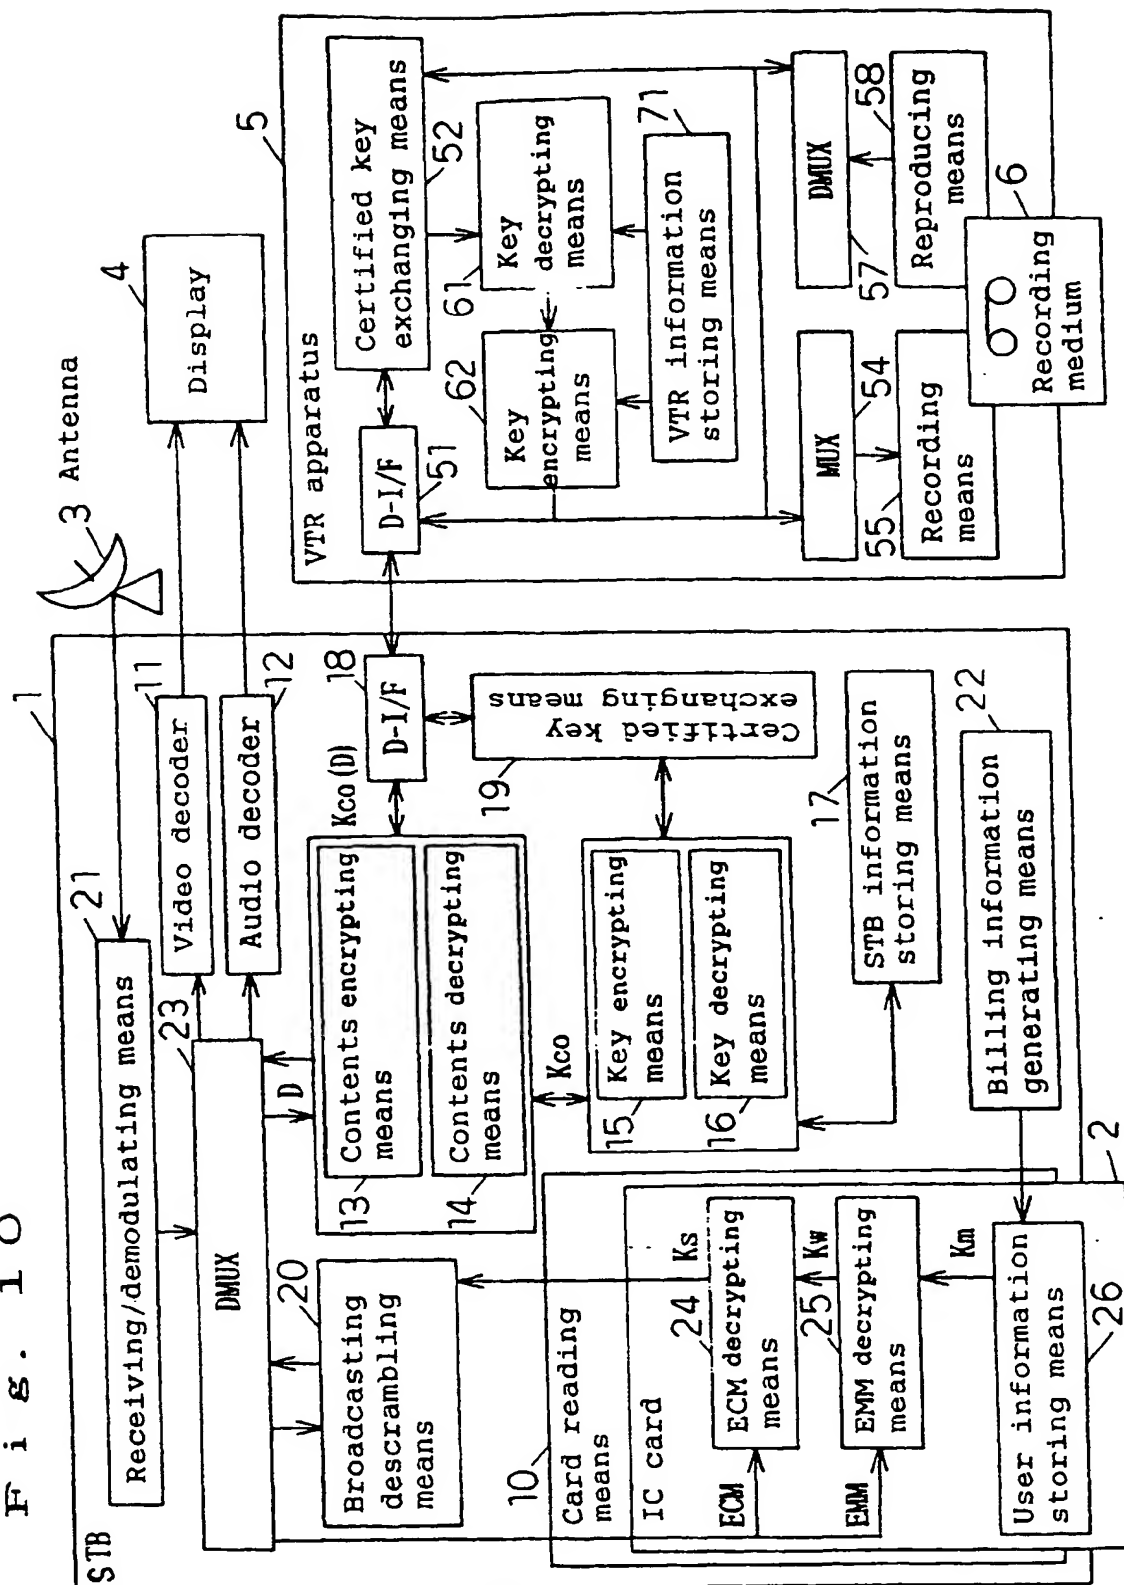 Fig. 10
STB
1
Receiving/demodulating means
21
3
Antenna
DMUX
23
Video decoder
11
Audio decoder
12
4
Display
D
Broadcasting
descrambling
means
20
Contents encrypting
means
13
Contents decrypting
means
14
Kco(D)
D-I/F
18
Certified key
exchanging means
19
Kco
Key encrypting
means
15
Key decrypting
means
16
STB information
storing means
17
Billing information
generating means
22
10
Card reading
means
IC card
2
ECM
ECM decrypting
means
24
Ks
EMM
EMM decrypting
means
25
Kw
Km
User information
storing means
26
VTR apparatus
5
D-I/F
51
Certified key
exchanging means
52
Key
encrypting
means
62
Key
decrypting
means
61
VTR information
storing means
71
MUX
54
Recording
means
55
DMUX
57
Reproducing
means
58
Recording
medium
6